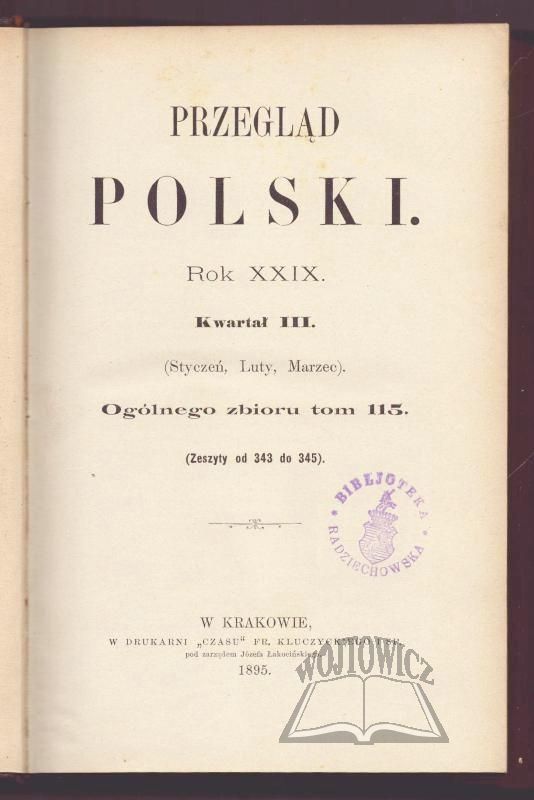 PRZEGLĄD
POLSKI.
Rok XXIX.
Kwartał III.
(Styczeń, Luty, Marzec).
Ogólnego zbioru tom 115.
(Zeszyty od 343 do 345).
* BIBLJOTEKA *
RADZIECHOWSKA
W KRAKOWIE,
W DRUKARNI „CZASU“ FR. KLUCZYCKIEGO I SP.
pod zarządem Józefa Łakocińskiego.
1895.
WÓJTOWICZ